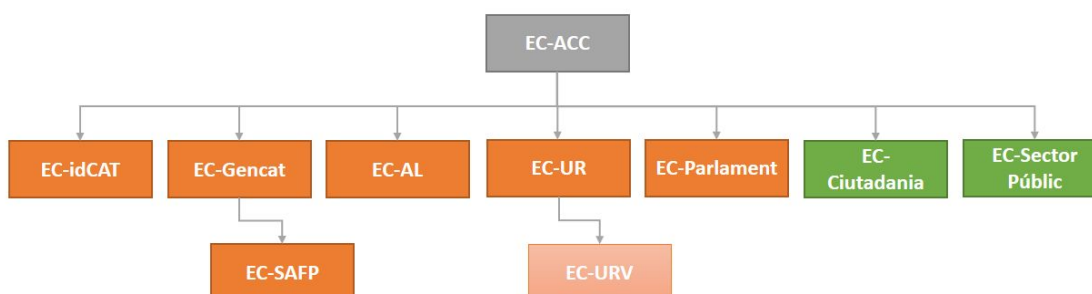 EC-ACC
EC-idCAT
EC-Gencat
EC-AL
EC-UR
EC-Parlament
EC-
Ciutadania
EC-Sector
Públic
EC-SAFP
EC-URV